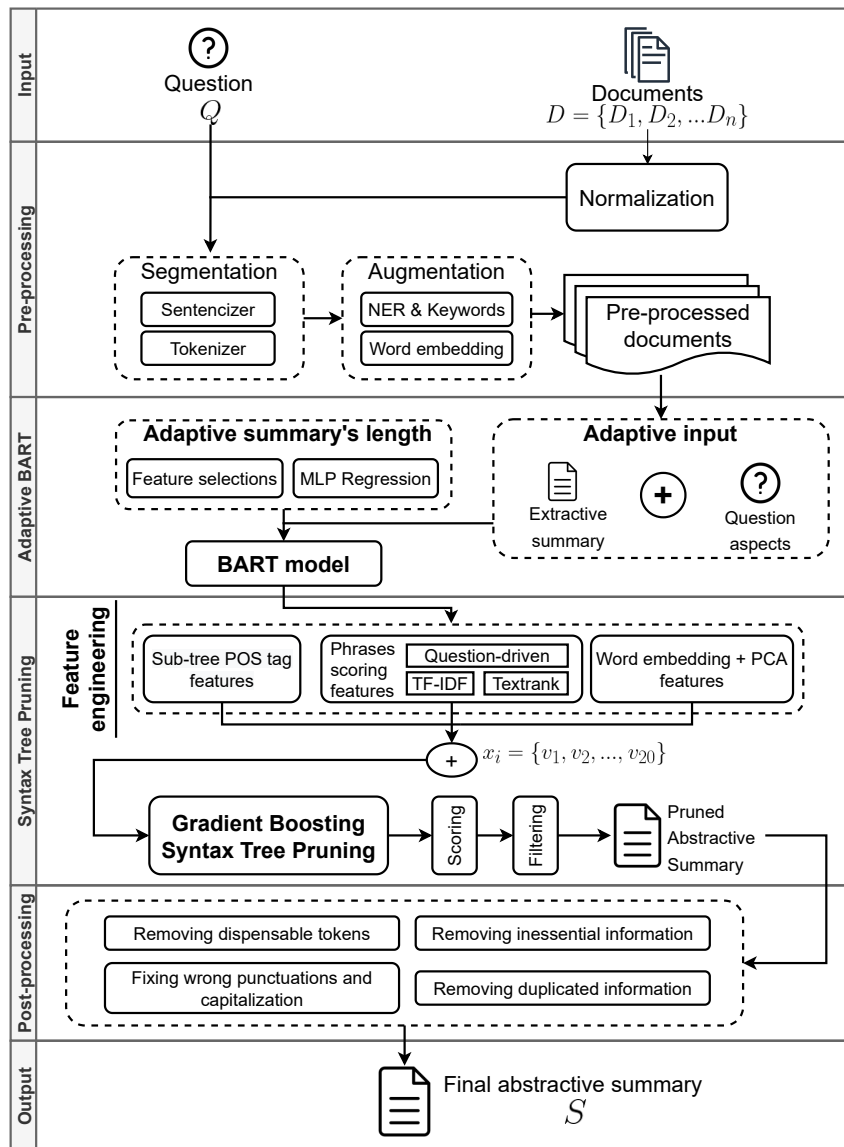 Input
Question
Q
Documents
D = {D₁, D₂, ...Dₙ}
Pre-processing
Normalization
Segmentation
Sentencizer
Tokenizer
Augmentation
NER & Keywords
Word embedding
Pre-processed
documents
Adaptive BART
Adaptive summary's length
Feature selections
MLP Regression
Adaptive input
Extractive
summary
+
Question
aspects
BART model
Syntax Tree Pruning
Feature
engineering
Sub-tree POS tag
features
Phrases
scoring
features
Question-driven
TF-IDF
Textrank
Word embedding + PCA
features
+
xᵢ = {v₁, v₂, ..., v₂₀}
Gradient Boosting
Syntax Tree Pruning
Scoring
Filtering
Pruned
Abstractive
Summary
Post-processing
Removing dispensable tokens
Removing inessential information
Fixing wrong punctuations and
capitalization
Removing duplicated information
Output
Final abstractive summary
S